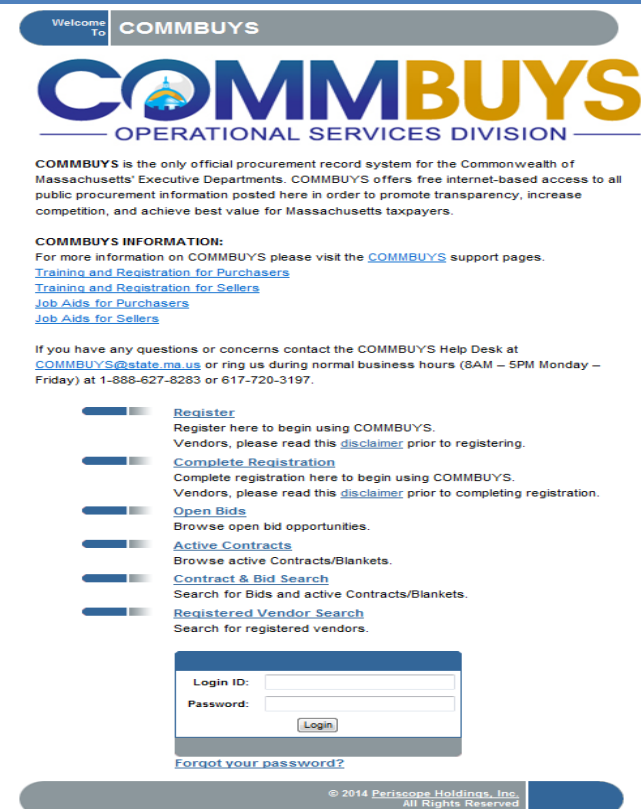 Welcome
To
COMMBUYS
COMMBUYS
OPERATIONAL SERVICES DIVISION
COMMBUYS is the only official procurement record system for the Commonwealth of
Massachusetts' Executive Departments. COMMBUYS offers free internet-based access to all
public procurement information posted here in order to promote transparency, increase
competition, and achieve best value for Massachusetts taxpayers.
COMMBUYS INFORMATION:
For more information on COMMBUYS please visit the COMMBUYS support pages.
Training and Registration for Purchasers
Training and Registration for Sellers
Job Aids for Purchasers
Job Aids for Sellers
If you have any questions or concerns contact the COMMBUYS Help Desk at
COMMBUYS@state.ma.us or ring us during normal business hours (8AM – 5PM Monday –
Friday) at 1-888-627-8283 or 617-720-3197.
Register
Register here to begin using COMMBUYS.
Vendors, please read this disclaimer prior to registering.
Complete Registration
Complete registration here to begin using COMMBUYS.
Vendors, please read this disclaimer prior to completing registration.
Open Bids
Browse open bid opportunities.
Active Contracts
Browse active Contracts/Blankets.
Contract & Bid Search
Search for Bids and active Contracts/Blankets.
Registered Vendor Search
Search for registered vendors.
Login ID:
Password:
Login
Forgot your password?
© 2014 Periscope Holdings, Inc.
All Rights Reserved